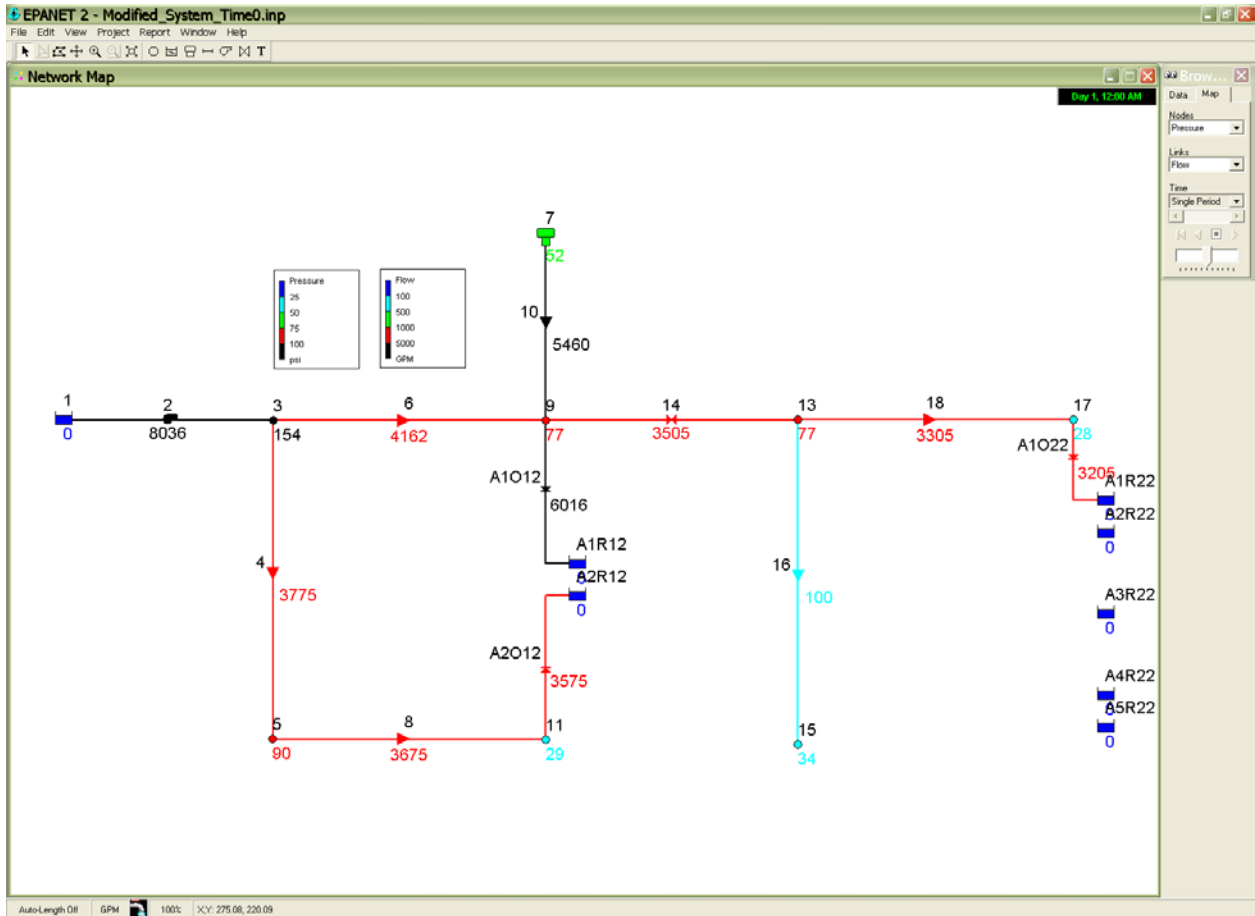 EPANET 2 - Modified_System_Time0.inp
File Edit View Project Report Window Help
T
Network Map
Day 1, 12:00 AM
Brow...
Data Map
Nodes
Pressure
Links
Flow
Time
Single Period
7
52
Pressure
25
50
75
100
psi
Flow
100
500
1000
5000
GPM
10
5460
1
0
2
8036
3
154
6
4162
9
77
14
3505
13
77
18
3305
17
28
A1O12
6016
A1O22
3205
A1R22
A2R22
0
A1R12
A2R12
0
4
3775
16
100
A3R22
0
A2O12
3575
A4R22
A5R22
0
5
90
8
3675
11
29
15
34
Auto-Length Off GPM 100% X,Y: 275.08, 220.09